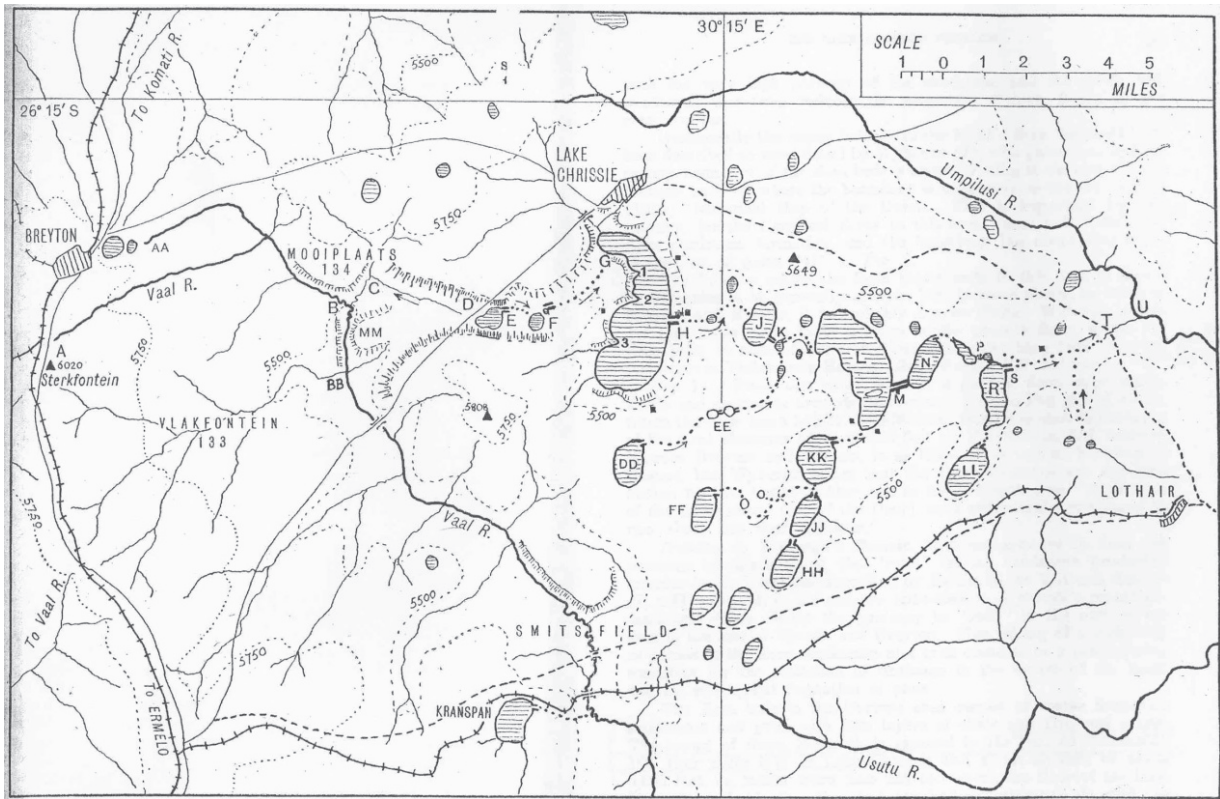 30° 15' E
SCALE
1 0 1 2 3 4 5
MILES
26° 15' S
To Komati R.
5500
S
LAKE
CHRISSIE
Umpilusi R.
BREYTON
AA
5750
MOOIPLAATS
134
Vaal R.
G
1
2
3
5649
5500
A
6020
Sterkfontein
5750
5500
B
C
MM
BB
D
E
F
H
J
K
L
M
N
P
R
S
T
U
5500
VLAKFONTEIN
133
5750
EE
DD
KK
LL
5500
LOTHAIR
FF
JJ
HH
5750
Vaal R.
To Vaal R.
5500
5750
SMITSFIELD
To ERMELO
KRANSPAN
Usutu R.